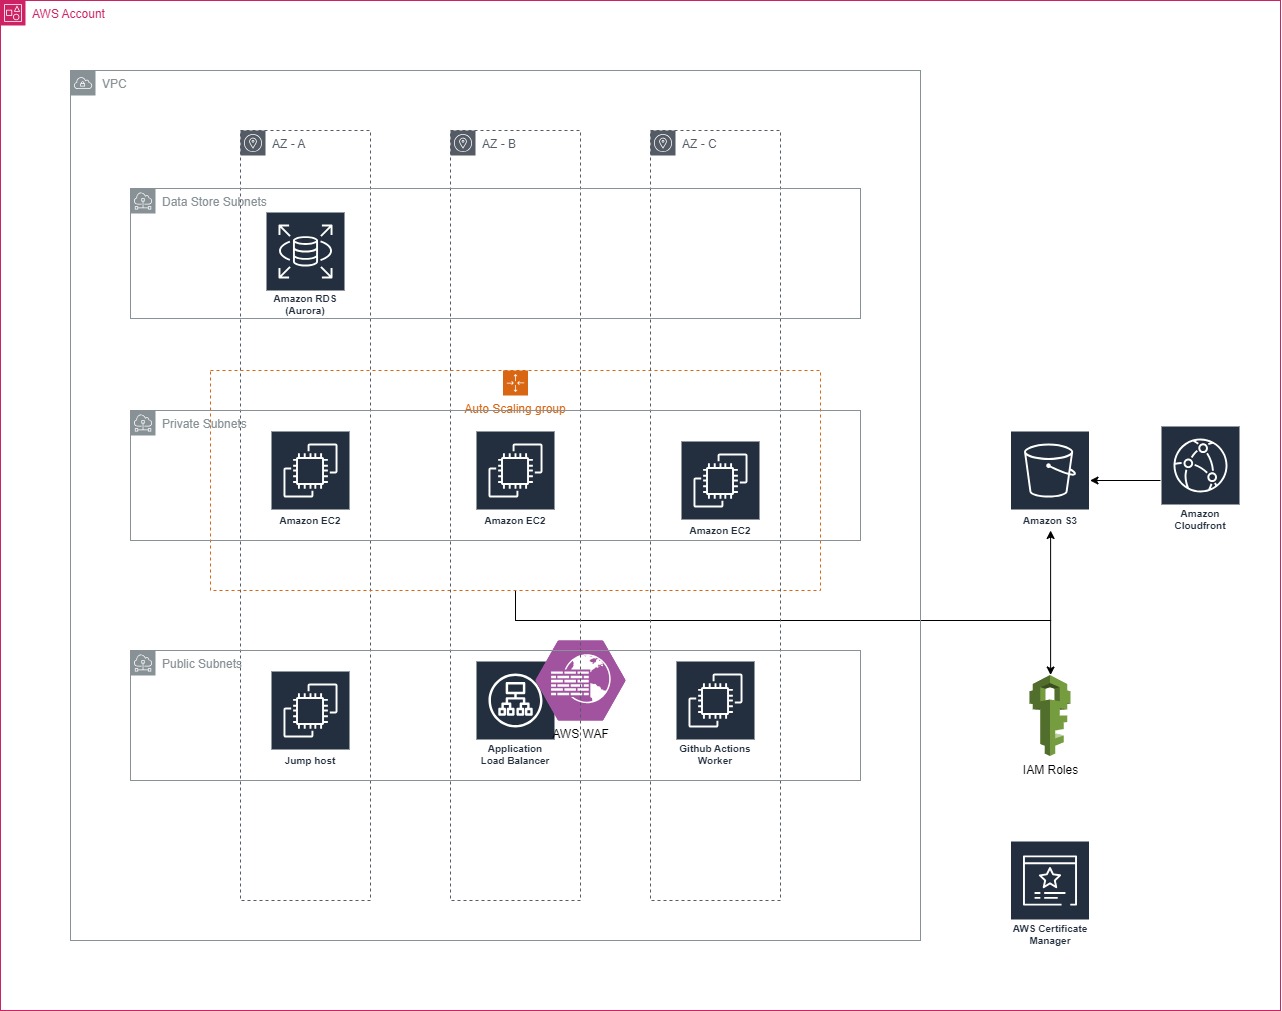 AWS Account
VPC
AZ - A
AZ - B
AZ - C
Data Store Subnets
Amazon RDS
(Aurora)
Auto Scaling group
Private Subnets
Amazon EC2
Amazon EC2
Amazon EC2
Amazon S3
Amazon
Cloudfront
Public Subnets
Jump host
Application
Load Balancer
AWS WAF
Github Actions
Worker
IAM Roles
AWS Certificate
Manager